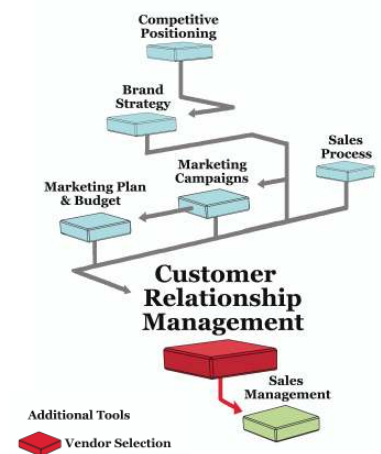 Competitive
Positioning
Brand
Strategy
Sales
Process
Marketing
Campaigns
Marketing Plan
& Budget
Customer
Relationship
Management
Sales
Management
Additional Tools
Vendor Selection